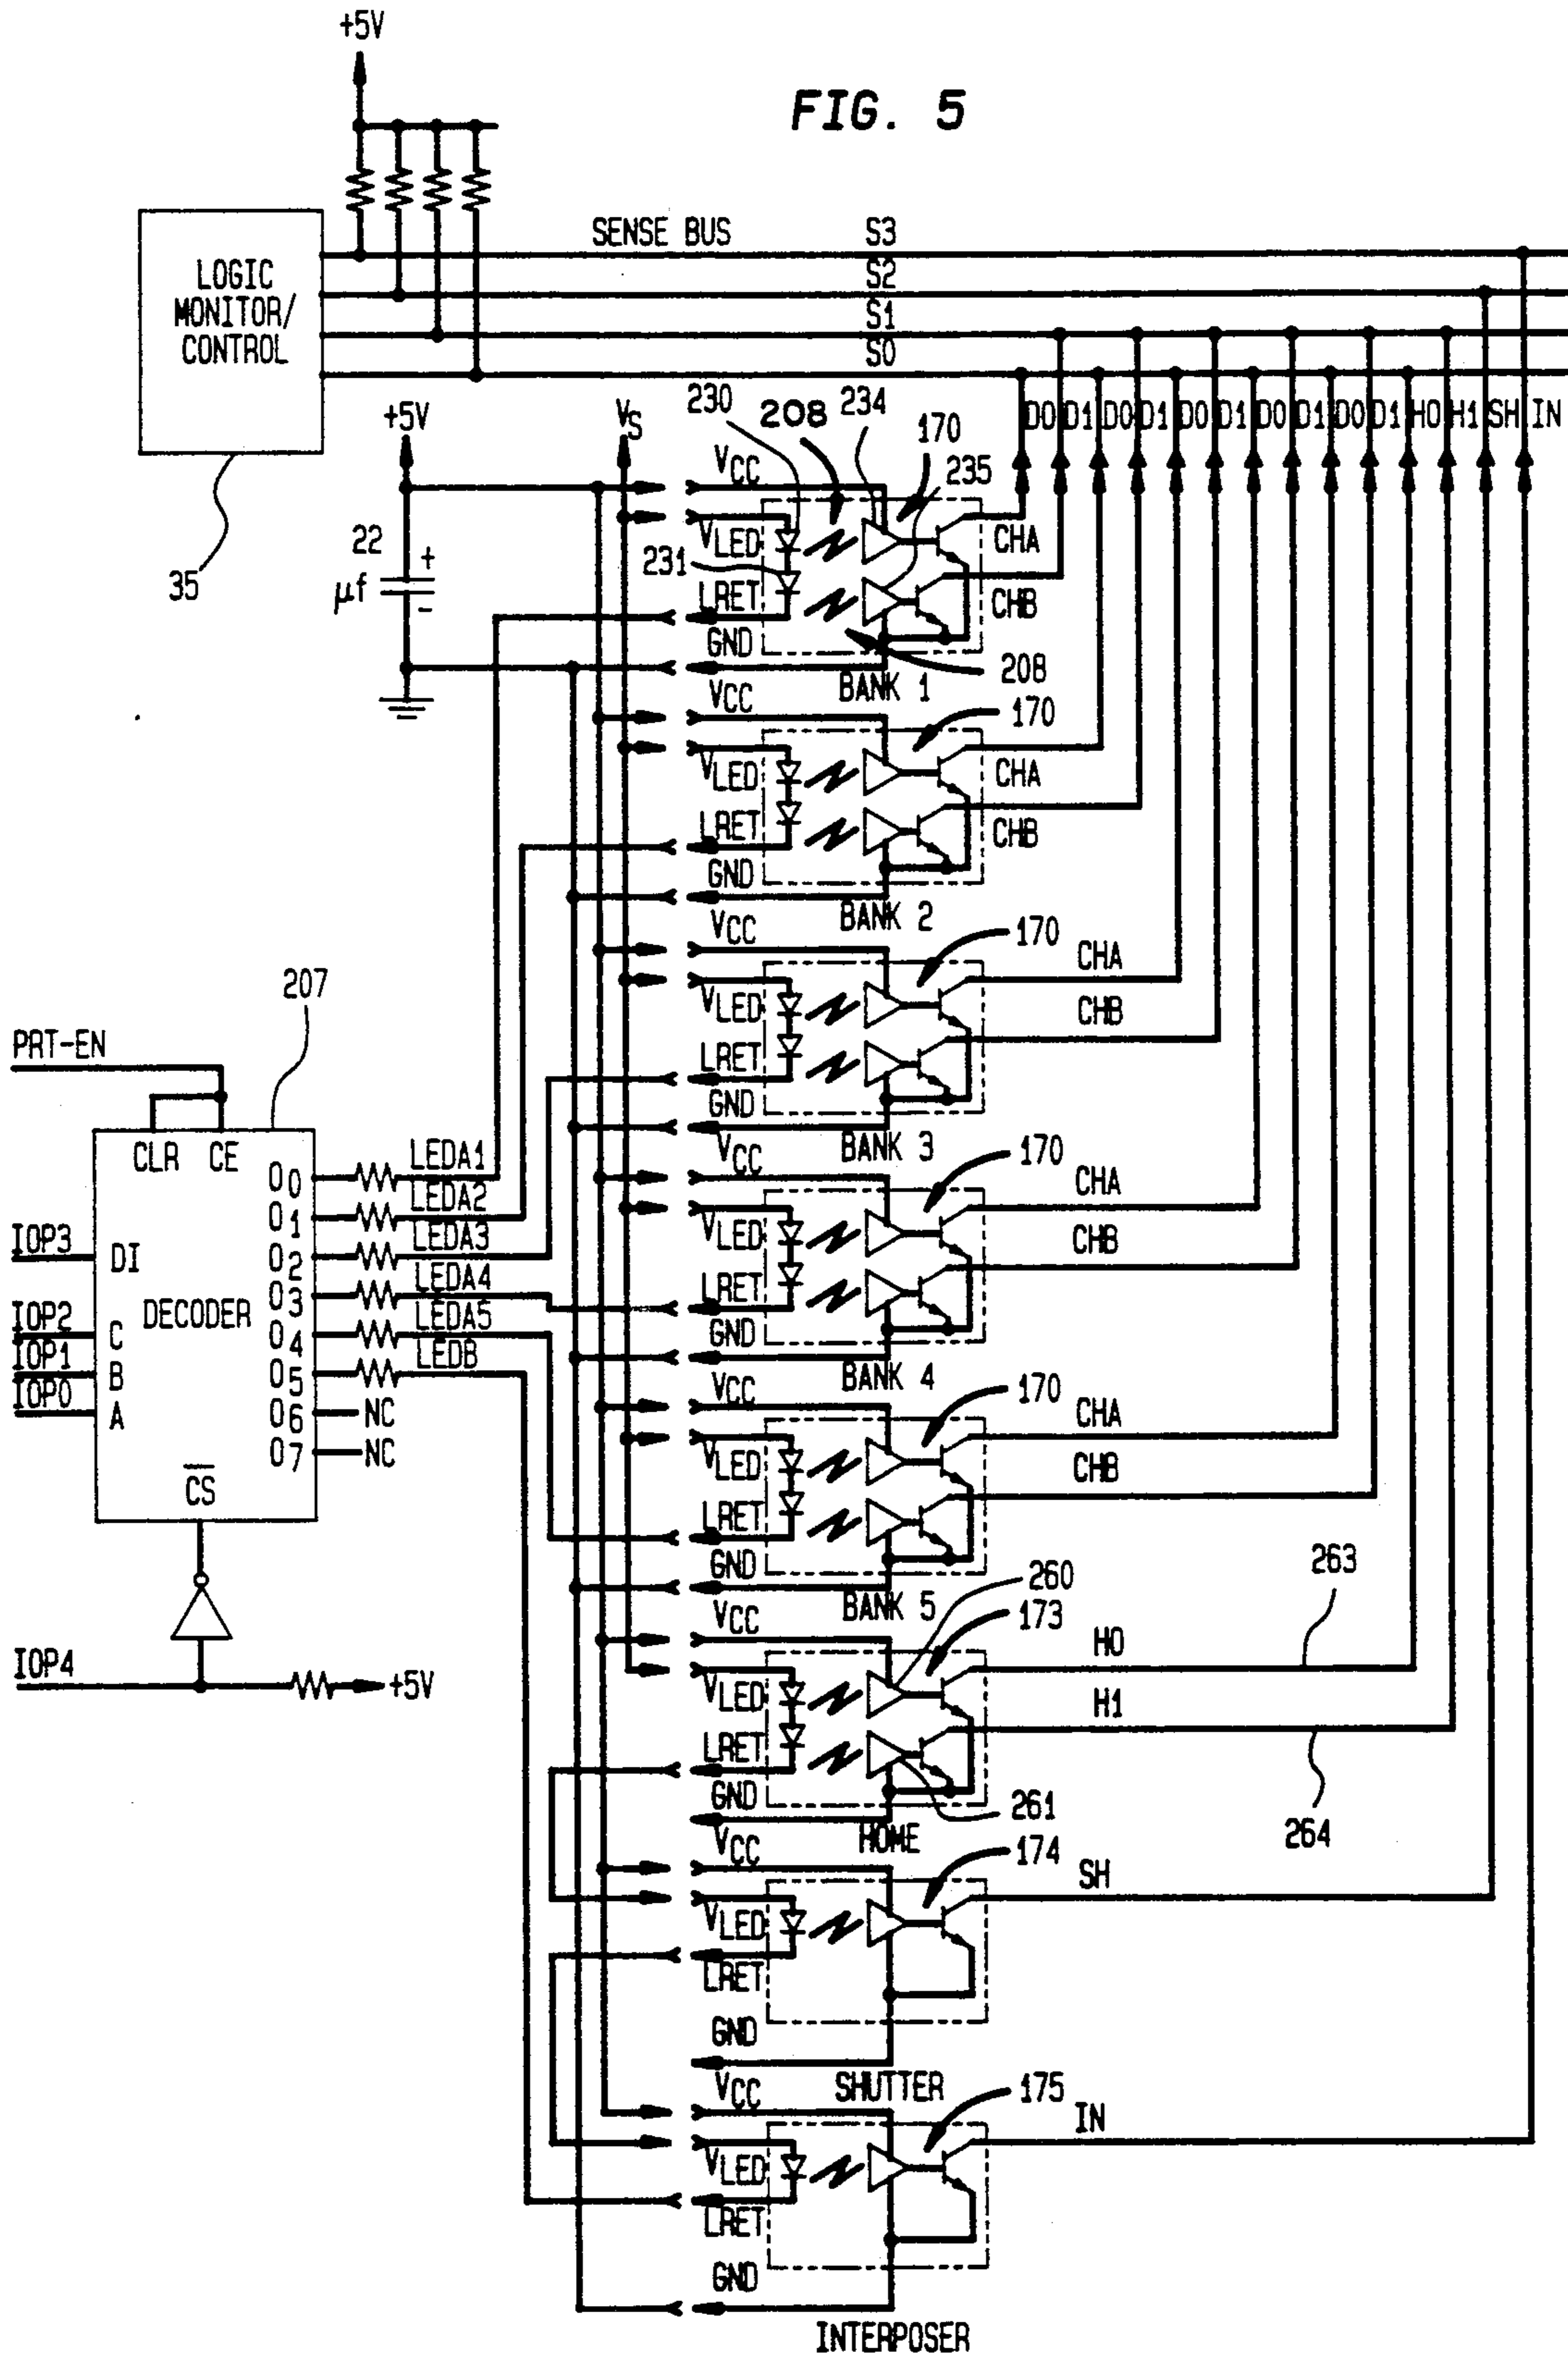 FIG. 5
+5V
SENSE BUS
S3
S2
S1
S0
LOGIC
MONITOR/
CONTROL
35
D0 D1 D0 D1 D0 D1 D0 D1 D0 D1 H0 H1 SH IN
+5V
22
µf
+
-
VS
230
208
234
170
235
VCC
VLED
231
LRET
GND
CHA
CHB
208
BANK 1
VCC
170
VLED
LRET
GND
CHA
CHB
BANK 2
VCC
170
VLED
LRET
GND
CHA
CHB
BANK 3
VCC
170
VLED
LRET
GND
CHA
CHB
BANK 4
VCC
170
VLED
LRET
GND
CHA
CHB
BANK 5
VCC
260
173
VLED
LRET
GND
H0
263
H1
264
261
HOME
VCC
174
VLED
LRET
GND
SH
SHUTTER
VCC
175
VLED
LRET
GND
IN
INTERPOSER
207
PRT-EN
CLR CE
DECODER
IOP3
DI
IOP2
C
IOP1
B
IOP0
A
O0 LEDA1
O1 LEDA2
O2 LEDA3
O3 LEDA4
O4 LEDA5
O5 LEDB
O6 NC
O7 NC
CS
IOP4
+5V